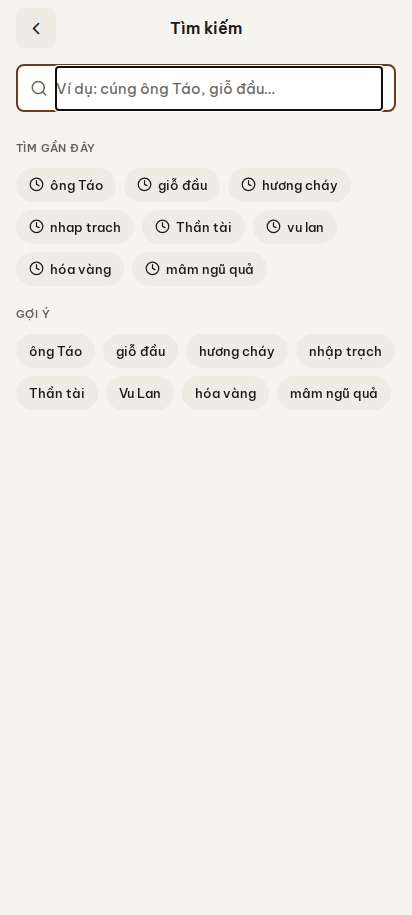 Tìm kiếm
Ví dụ: cúng ông Táo, giỗ đầu...
TÌM GẦN ĐÂY
ông Táo giỗ đầu hương cháy
nhap trach Thần tài vu lan
hóa vàng mâm ngũ quả
GỢI Ý
ông Táo giỗ đầu hương cháy nhập trạch
Thần tài Vu Lan hóa vàng mâm ngũ quả